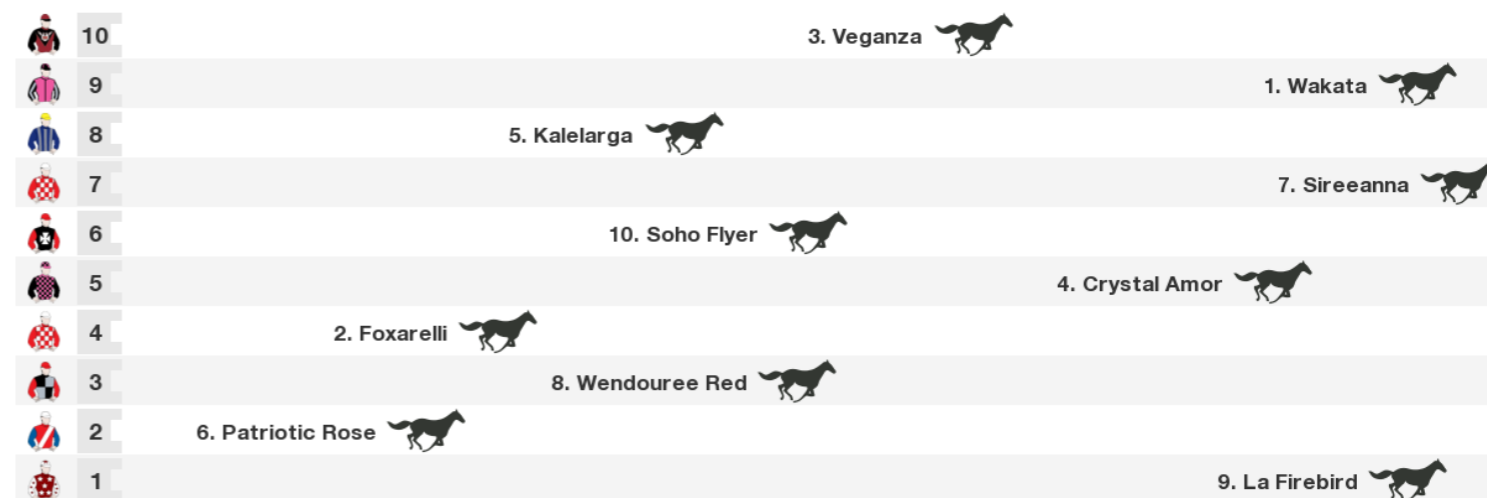 10 3. Veganza
9 1. Wakata
8 5. Kalelarga
7 7. Sireeanna
6 10. Soho Flyer
5 4. Crystal Amor
4 2. Foxarelli
3 8. Wendouree Red
2 6. Patriotic Rose
1 9. La Firebird